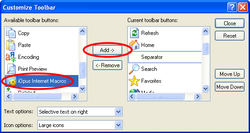 Customize Toolbar
Available toolbar buttons:
Current toolbar buttons:
Copy
Paste
Encoding
Print Preview
iOpus Internet Macros
Add ->
<- Remove
Refresh
Home
Separator
Search
Favorites
Close
Reset
Move Up
Move Down
Text options:
Selective text on right
Icon options:
Large icons